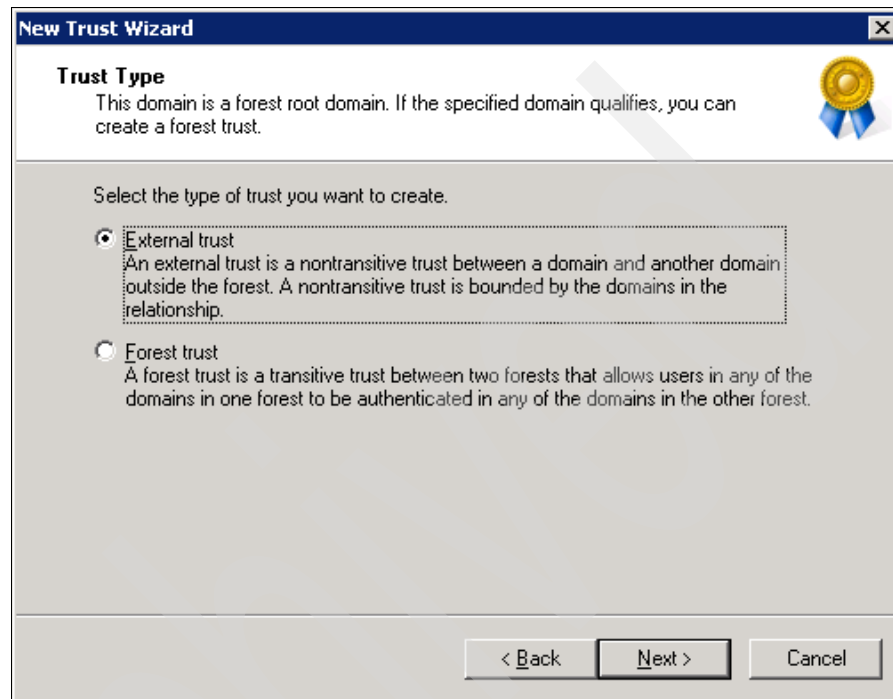 New Trust Wizard
Trust Type
This domain is a forest root domain. If the specified domain qualifies, you can
create a forest trust.
Select the type of trust you want to create.
External trust
An external trust is a nontransitive trust between a domain and another domain
outside the forest. A nontransitive trust is bounded by the domains in the
relationship.
Forest trust
A forest trust is a transitive trust between two forests that allows users in any of the
domains in one forest to be authenticated in any of the domains in the other forest.
< Back Next > Cancel